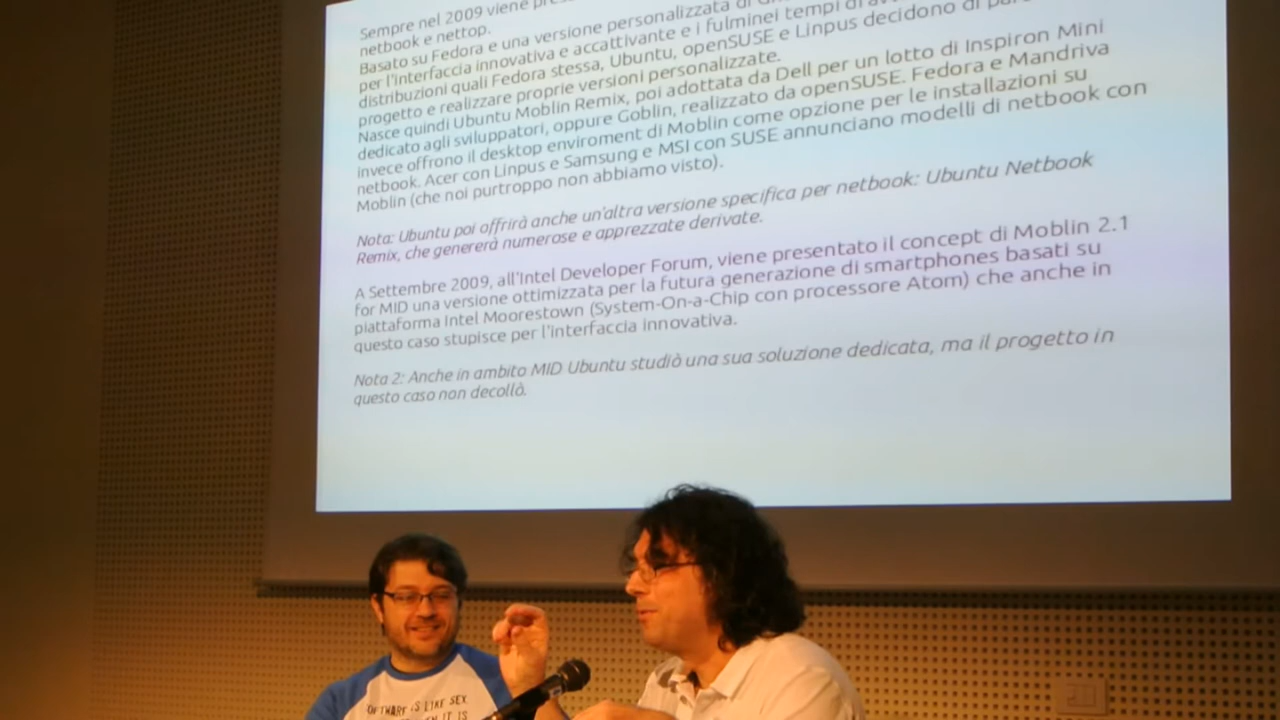 Sempre nel 2009 viene
netbook e nettop.
Basato su Fedora e una versione personalizzata di
per l'interfaccia innovativa e accattivante e i fulminei tempi di
distribuzioni quali Fedora stessa, Ubuntu, openSUSE e Linpus decidono di
progetto e realizzare proprie versioni personalizzate.
Nasce quindi Ubuntu Moblin Remix, poi adottata da Dell per un lotto di Inspiron Mini
dedicato agli sviluppatori, oppure Goblin, realizzato da openSUSE. Fedora e Mandriva
invece offrono il desktop enviroment di Moblin come opzione per le installazioni su
netbook. Acer con Linpus e Samsung e MSI con SUSE annunciano modelli di netbook con
Moblin (che noi purtroppo non abbiamo visto).
Nota: Ubuntu poi offrirà anche un'altra versione specifica per netbook: Ubuntu Netbook
Remix, che genererà numerose e apprezzate derivate.
A Settembre 2009, all'Intel Developer Forum, viene presentato il concept di Moblin 2.1
for MID una versione ottimizzata per la futura generazione di smartphones basati su
piattaforma Intel Moorestown (System-On-a-Chip con processore Atom) che anche in
questo caso stupisce per l'interfaccia innovativa.
Nota 2: Anche in ambito MID Ubuntu studiò una sua soluzione dedicata, ma il progetto in
questo caso non decollò.
OFTWARE IS LIKE SEX
IT IS